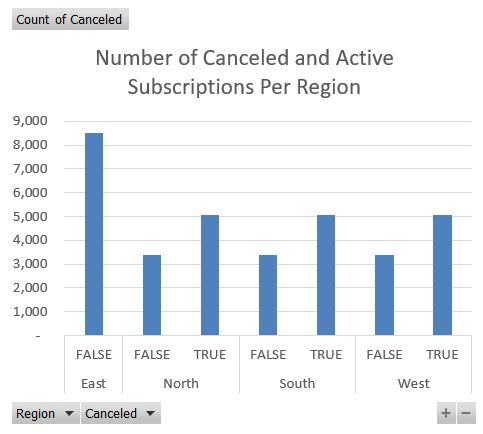 Count of Canceled
Number of Canceled and Active
Subscriptions Per Region
9,000
8,000
7,000
6,000
5,000
4,000
3,000
2,000
1,000
-
FALSE FALSE TRUE FALSE TRUE FALSE TRUE
East North South West
Region Canceled + −